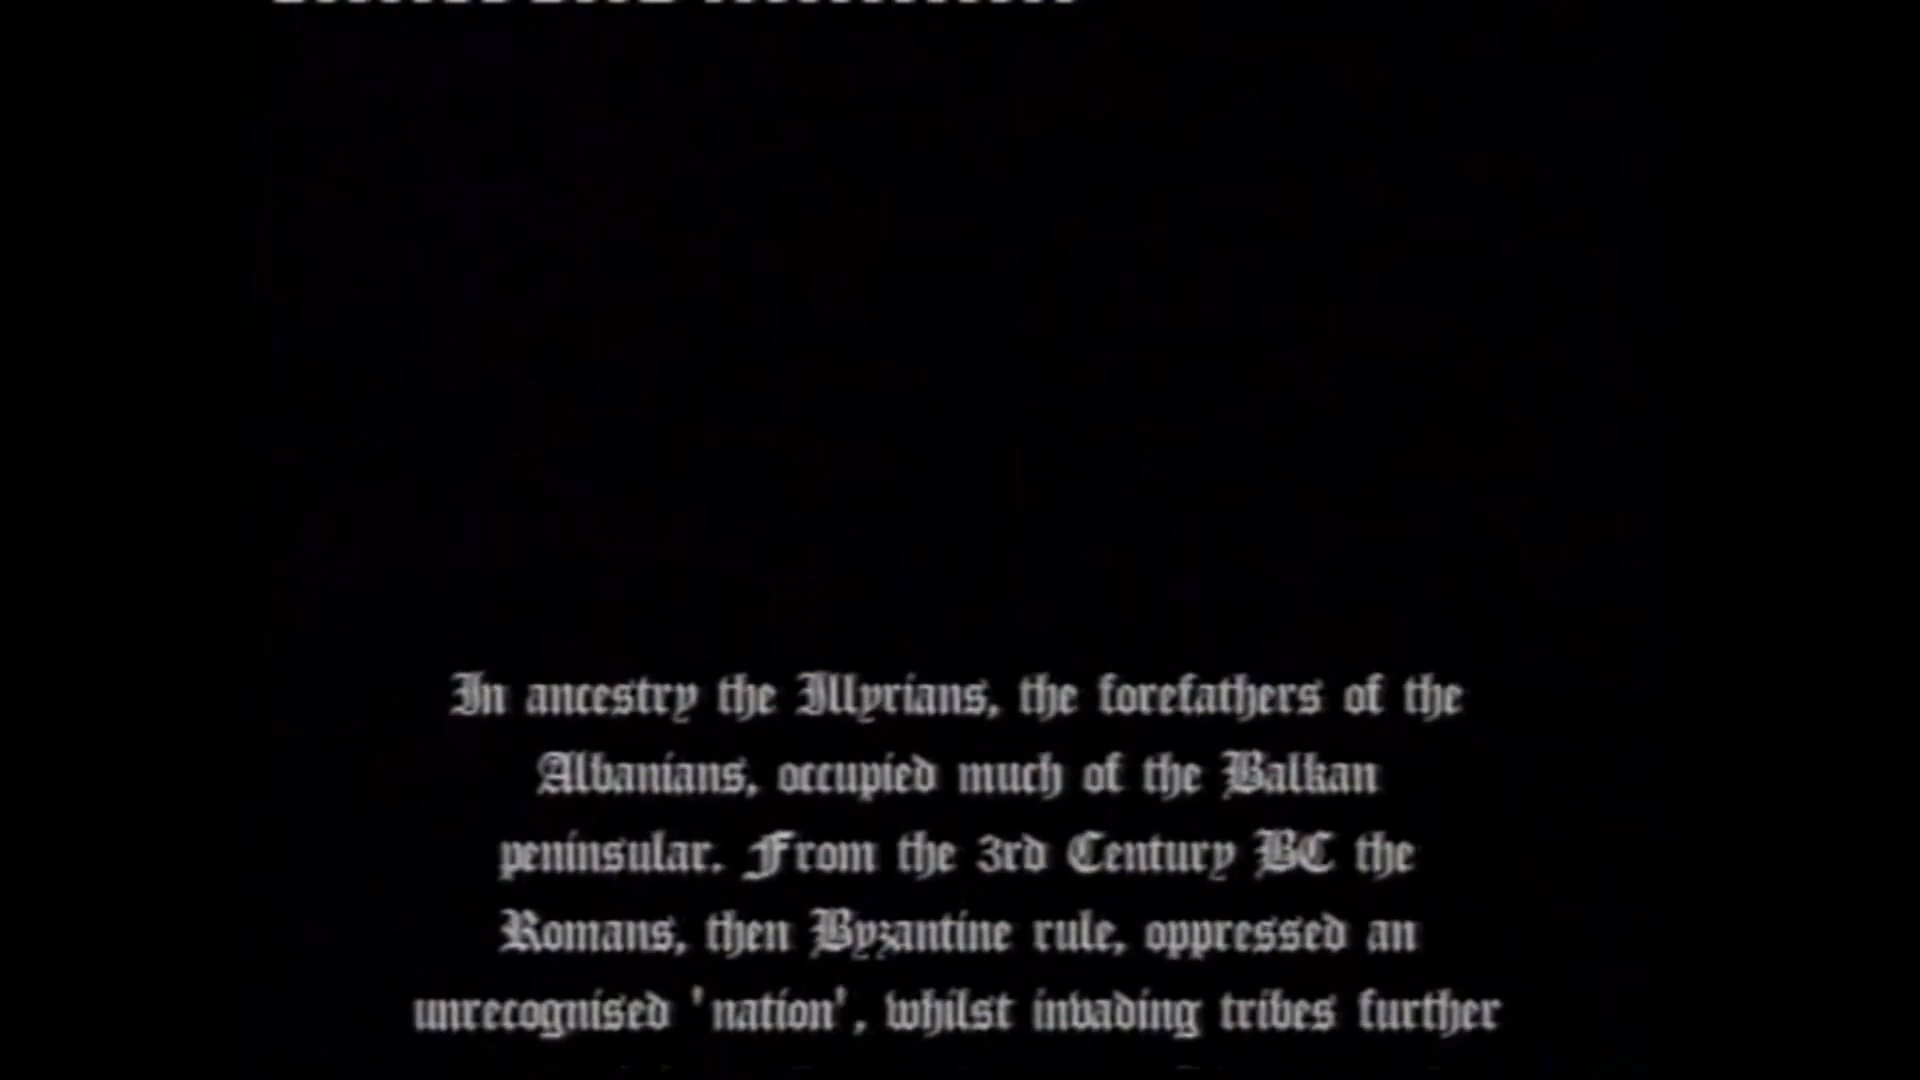 In ancestry the Illyrians, the forefathers of the
Albanians, occupied much of the Balkan
peninsular. From the 3rd Century BC the
Romans, then Byzantine rule, oppressed an
unrecognised 'nation', whilst invading tribes further